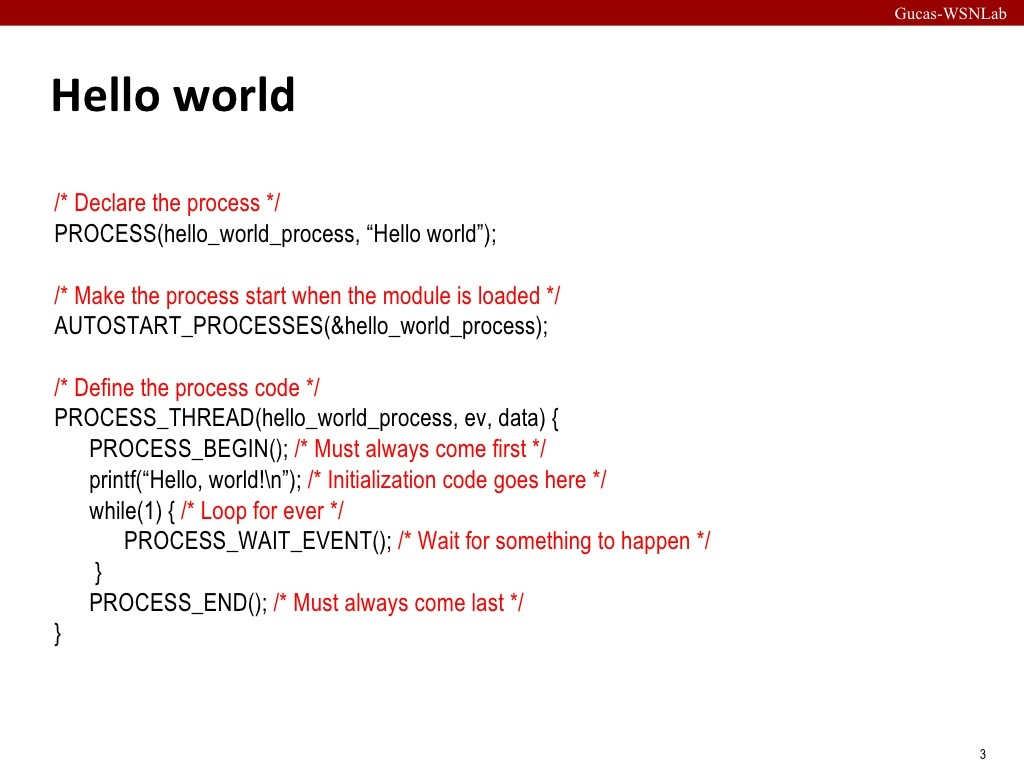 Gucas-WSNLab
Hello world
/* Declare the process */
PROCESS(hello_world_process, “Hello world”);
/* Make the process start when the module is loaded */
AUTOSTART_PROCESSES(&hello_world_process);
/* Define the process code */
PROCESS_THREAD(hello_world_process, ev, data) {
PROCESS_BEGIN(); /* Must always come first */
printf(“Hello, world!\n”); /* Initialization code goes here */
while(1) { /* Loop for ever */
PROCESS_WAIT_EVENT(); /* Wait for something to happen */
}
PROCESS_END(); /* Must always come last */
}
3